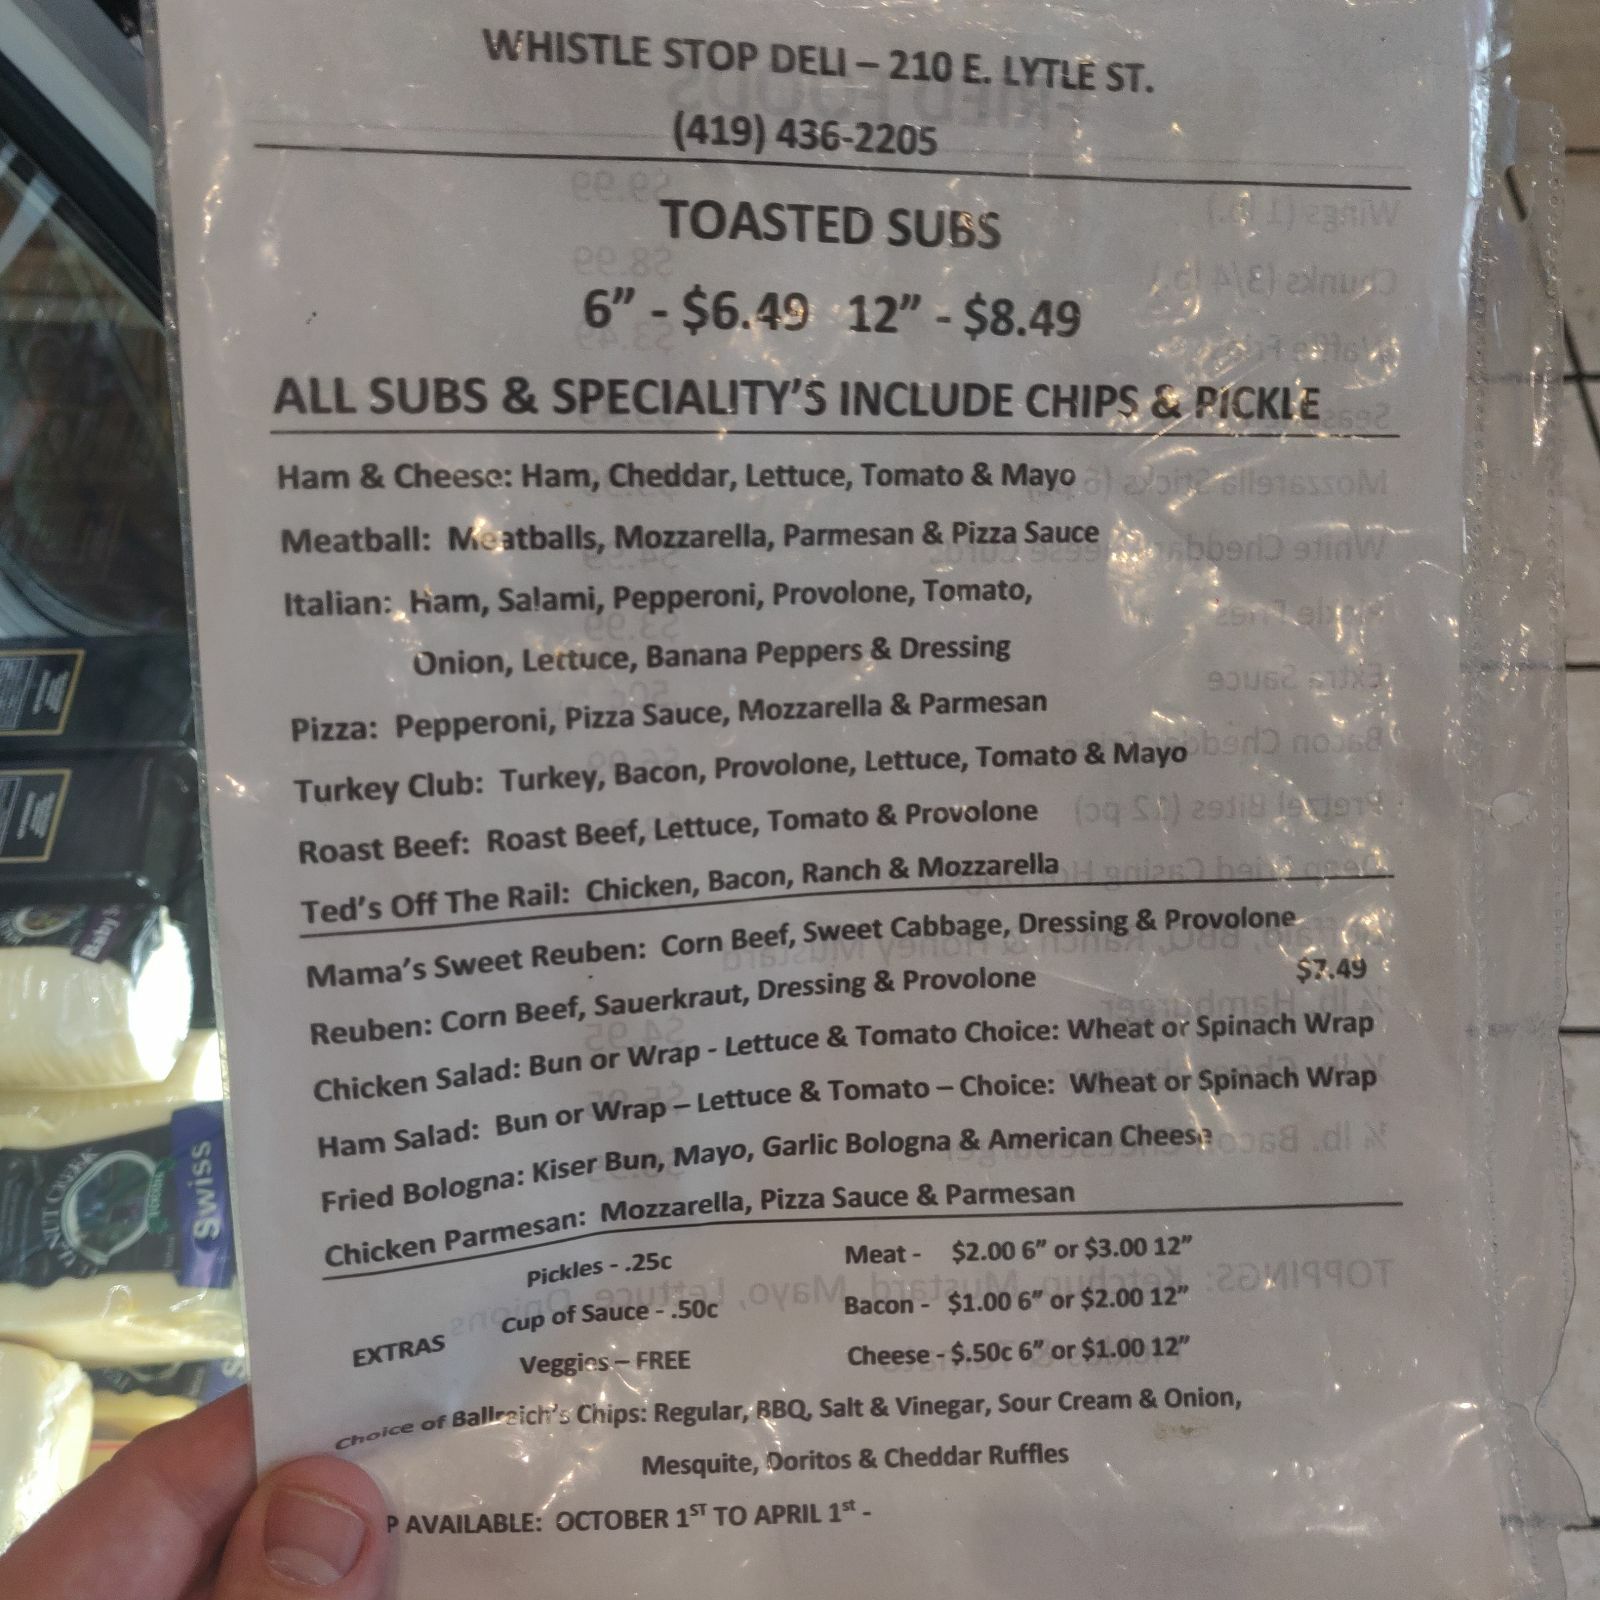 WHISTLE STOP DELI – 210 E. LYTLE ST.
(419) 436-2205
TOASTED SUBS
6” - $6.49 12” - $8.49
ALL SUBS & SPECIALITY’S INCLUDE CHIPS & PICKLE
Ham & Cheese: Ham, Cheddar, Lettuce, Tomato & Mayo
Meatball: Meatballs, Mozzarella, Parmesan & Pizza Sauce
Italian: Ham, Salami, Pepperoni, Provolone, Tomato,
Onion, Lettuce, Banana Peppers & Dressing
Pizza: Pepperoni, Pizza Sauce, Mozzarella & Parmesan
Turkey Club: Turkey, Bacon, Provolone, Lettuce, Tomato & Mayo
Roast Beef: Roast Beef, Lettuce, Tomato & Provolone
Ted’s Off The Rail: Chicken, Bacon, Ranch & Mozzarella
Mama’s Sweet Reuben: Corn Beef, Sweet Cabbage, Dressing & Provolone
$7.49
Reuben: Corn Beef, Sauerkraut, Dressing & Provolone
Chicken Salad: Bun or Wrap - Lettuce & Tomato Choice: Wheat or Spinach Wrap
Ham Salad: Bun or Wrap – Lettuce & Tomato – Choice: Wheat or Spinach Wrap
Fried Bologna: Kiser Bun, Mayo, Garlic Bologna & American Cheese
Chicken Parmesan: Mozzarella, Pizza Sauce & Parmesan
Pickles - .25c Meat - $2.00 6” or $3.00 12”
Cup of Sauce - .50c Bacon - $1.00 6” or $2.00 12”
EXTRAS
Veggies – FREE Cheese - $.50c 6” or $1.00 12”
Choice of Ballreich’s Chips: Regular, BBQ, Salt & Vinegar, Sour Cream & Onion,
Mesquite, Doritos & Cheddar Ruffles
P AVAILABLE: OCTOBER 1ST TO APRIL 1st -
Swiss